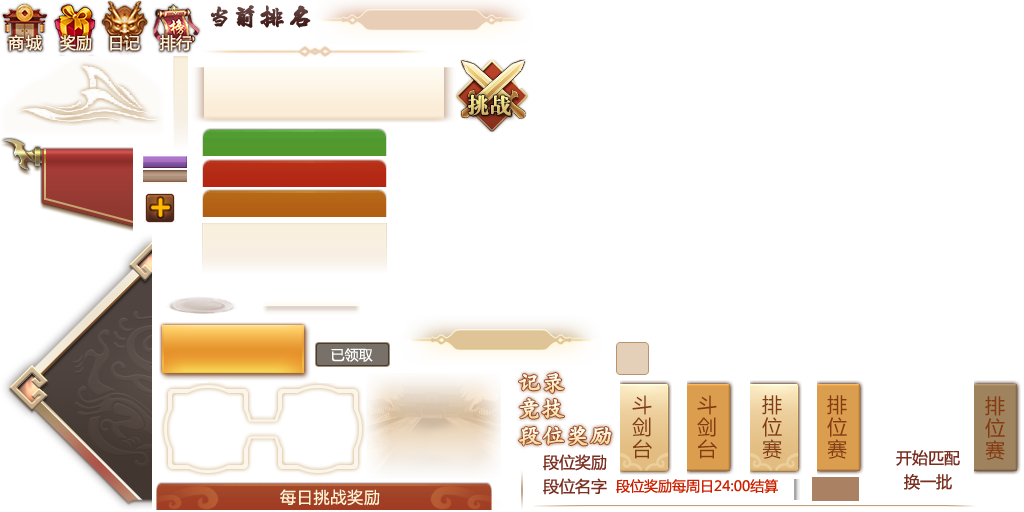 商城
奖励
日记
榜
排行
当前排名
挑战
已领取
记录
竞技
段位奖励
段位奖励
段位名字
斗剑台
斗剑台
排位赛
排位赛
排位赛
开始匹配
换一批
段位奖励每周日24:00结算
每日挑战奖励